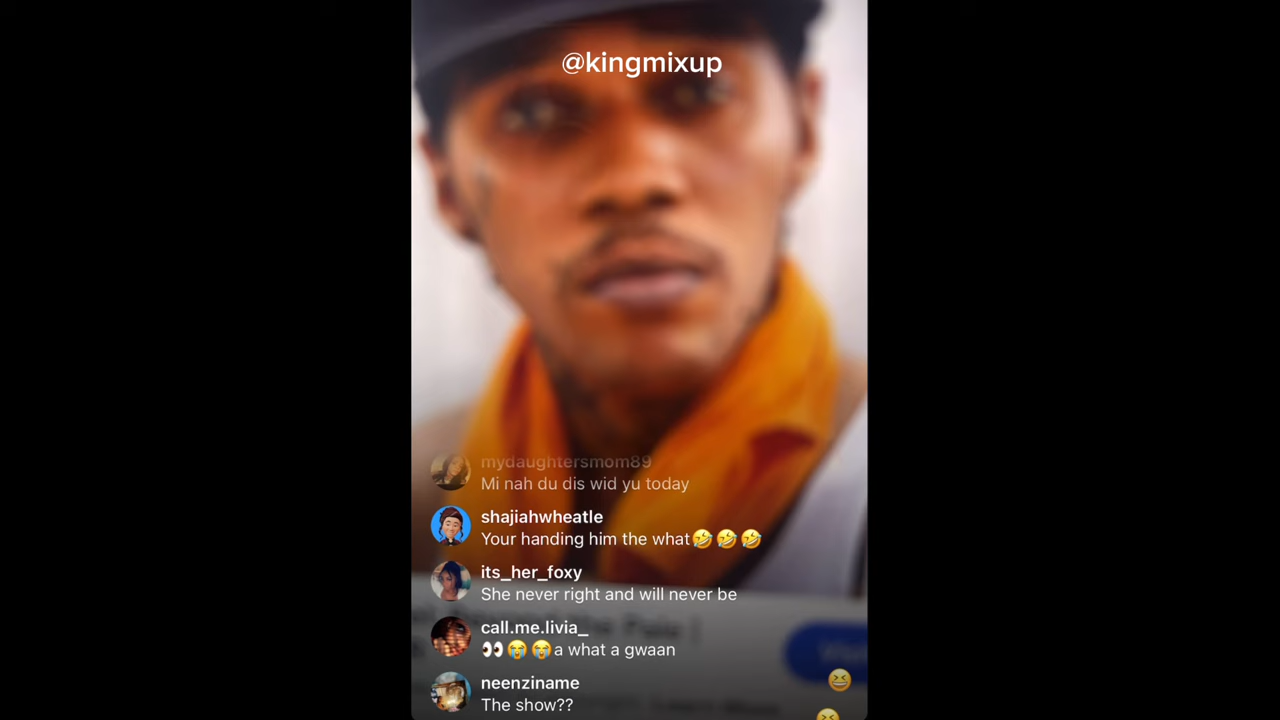 @kingmixup
mydaughtersmom89
Mi nah du dis wid yu today
shajiahwheatle
Your handing him the what🤣🤣🤣
its_her_foxy
She never right and will never be
call.me.livia_
👀😭😭a what a gwaan
neenziname
The show??